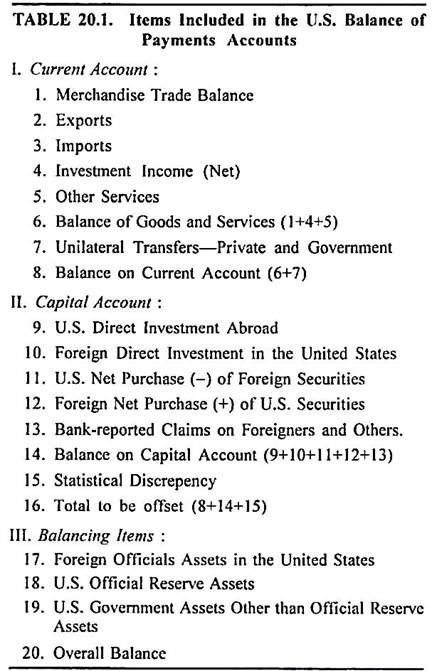 TABLE 20.1. Items Included in the U.S. Balance of
Payments Accounts
I. Current Account :
1. Merchandise Trade Balance
2. Exports
3. Imports
4. Investment Income (Net)
5. Other Services
6. Balance of Goods and Services (1+4+5)
7. Unilateral Transfers—Private and Government
8. Balance on Current Account (6+7)
II. Capital Account :
9. U.S. Direct Investment Abroad
10. Foreign Direct Investment in the United States
11. U.S. Net Purchase (–) of Foreign Securities
12. Foreign Net Purchase (+) of U.S. Securities
13. Bank-reported Claims on Foreigners and Others.
14. Balance on Capital Account (9+10+11+12+13)
15. Statistical Discrepency
16. Total to be offset (8+14+15)
III. Balancing Items :
17. Foreign Officials Assets in the United States
18. U.S. Official Reserve Assets
19. U.S. Government Assets Other than Official Reserve
Assets
20. Overall Balance